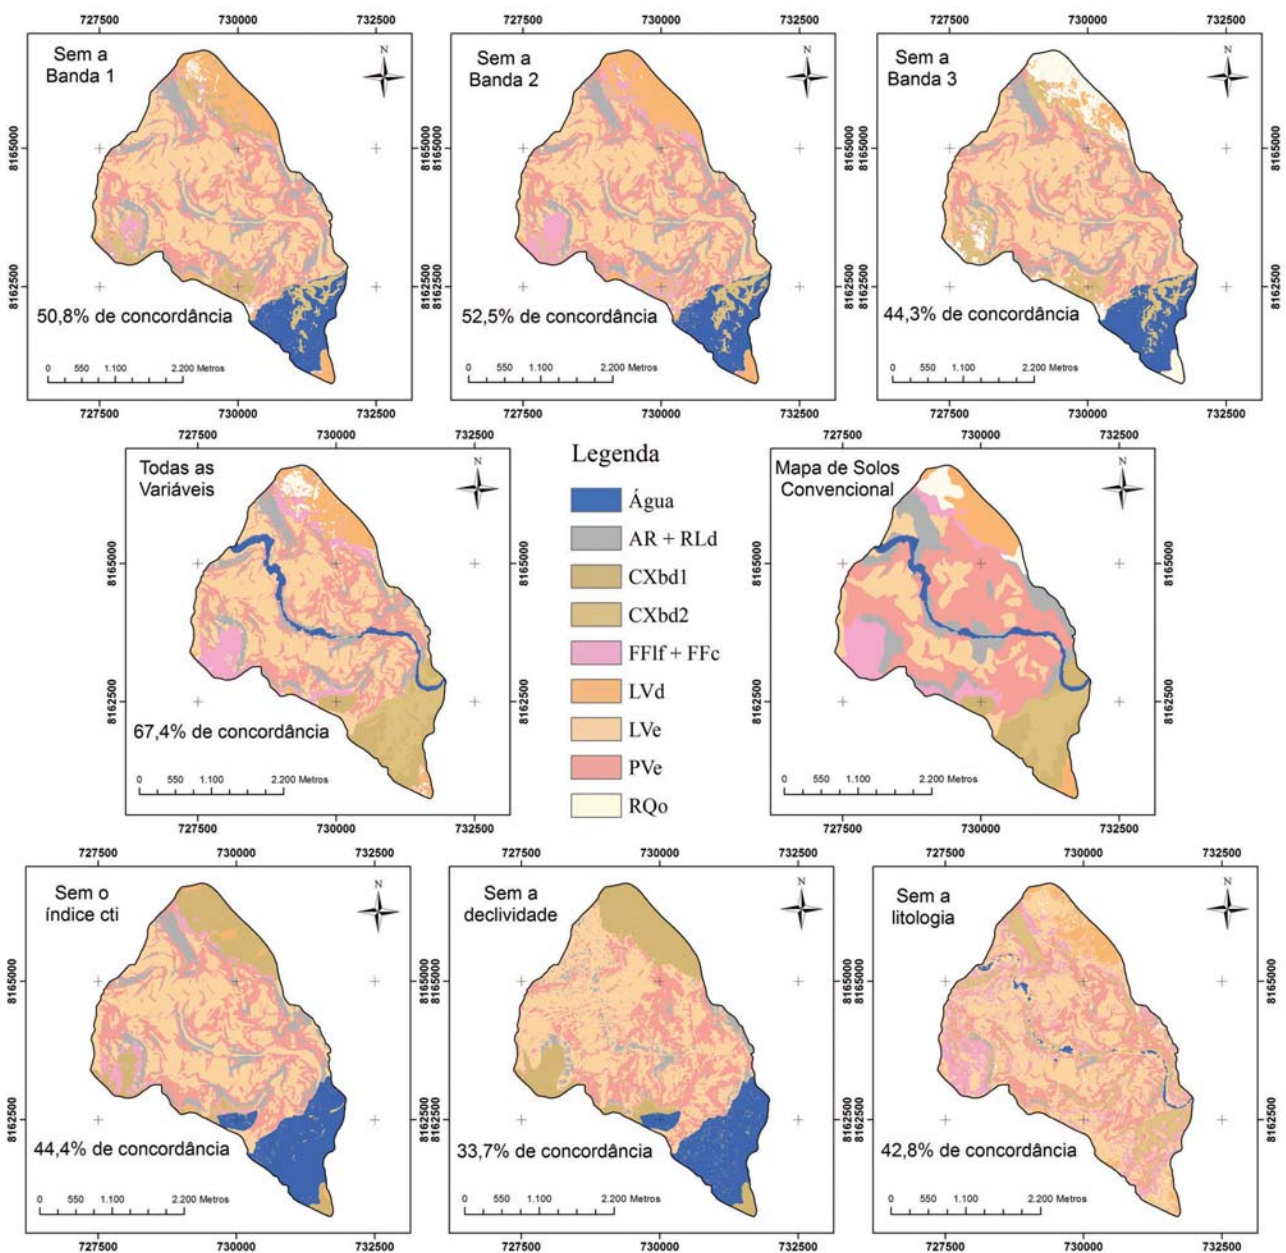 727500 730000 732500
727500 730000 732500
727500 730000 732500
Sem a
Banda 1
N
8165000
8162500
50,8% de concordância
0 550 1.100 2.200 Metros
Sem a
Banda 2
N
8165000
8162500
52,5% de concordância
0 550 1.100 2.200 Metros
Sem a
Banda 3
N
8165000
8162500
44,3% de concordância
0 550 1.100 2.200 Metros
8165000
8162500
727500 730000 732500
727500 730000 732500
727500 730000 732500
727500 730000 732500
Todas as
Variáveis
N
8165000
8162500
67,4% de concordância
0 550 1.100 2.200 Metros
8165000
8162500
727500 730000 732500
Legenda
Água
AR + RLd
CXbd1
CXbd2
FFlf + FFc
LVd
LVe
PVe
RQo
727500 730000 732500
Mapa de Solos
Convencional
N
8165000
8162500
0 550 1.100 2.200 Metros
8165000
8162500
727500 730000 732500
727500 730000 732500
727500 730000 732500
727500 730000 732500
Sem o
índice cti
N
8165000
8162500
44,4% de concordância
0 550 1.100 2.200 Metros
Sem a
declividade
N
8165000
8162500
33,7% de concordância
0 550 1.100 2.200 Metros
Sem a
litologia
N
8165000
8162500
42,8% de concordância
0 550 1.100 2.200 Metros
8165000
8162500
727500 730000 732500
727500 730000 732500
727500 730000 732500